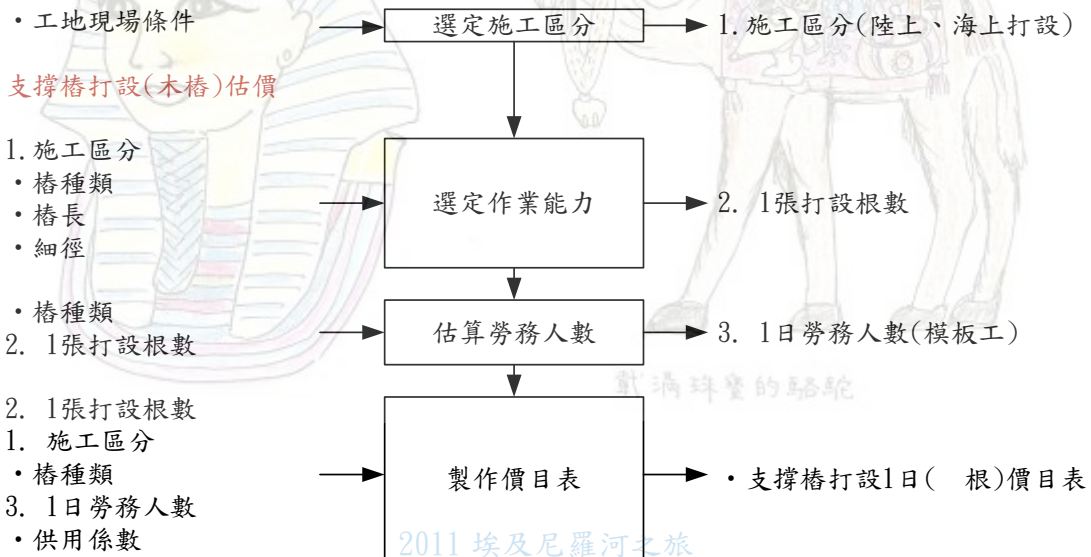 ・工地現場條件
選定施工區分
1.施工區分(陸上、海上打設)
支撐樁打設(木樁)估價
1.施工區分
・樁種類
・樁長
・細徑
選定作業能力
2. 1張打設根數
・樁種類
2. 1張打設根數
估算勞務人數
3. 1日勞務人數(模板工)
戴滿珠寶的駱駝
2. 1張打設根數
1. 施工區分
・樁種類
3. 1日勞務人數
・供用係數
製作價目表
・支撐樁打設1日( 根)價目表
2011 埃及尼羅河之旅